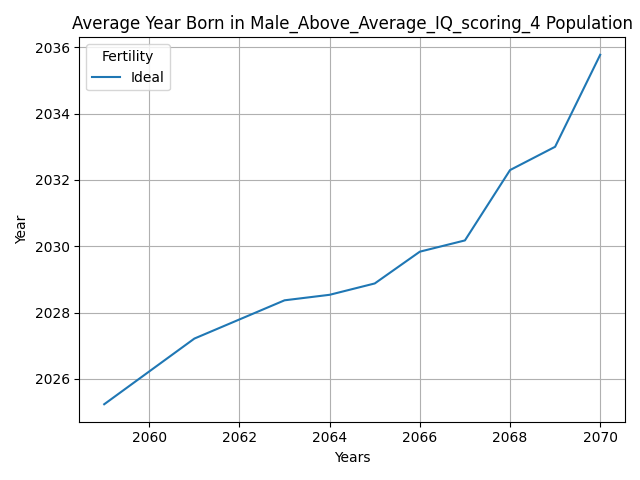 Average Year Born in Male_Above_Average_IQ_scoring_4 Population
Fertility
Ideal
2036
2034
2032
2030
2028
2026
Year
2060 2062 2064 2066 2068 2070
Years